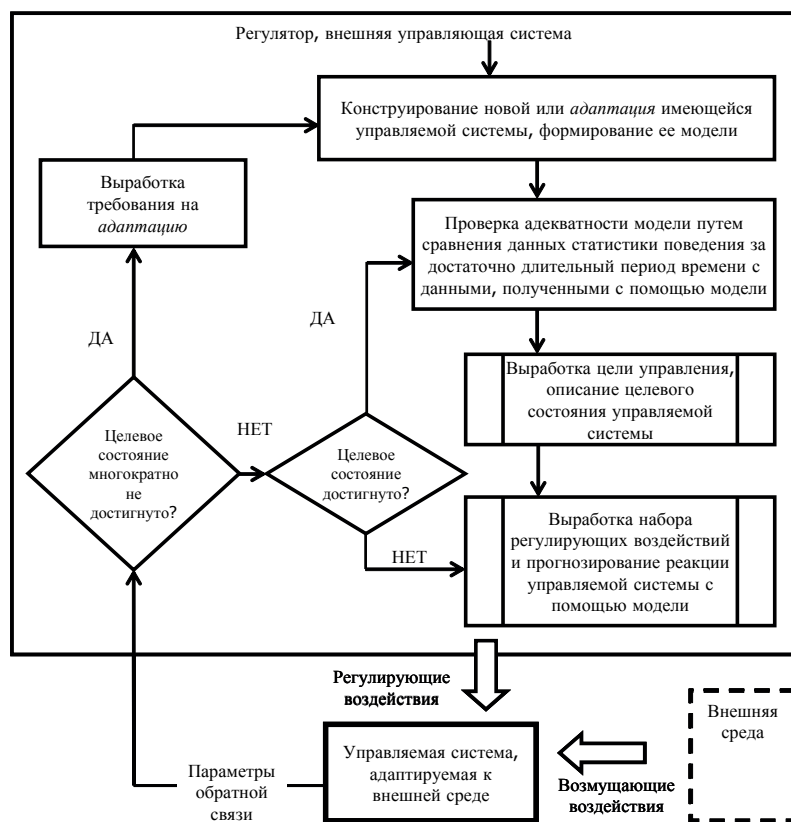 Регулятор, внешняя управляющая система
Конструирование новой или адаптация имеющейся
управляемой системы, формирование ее модели
Выработка
требования на
адаптацию
Проверка адекватности модели путем
сравнения данных статистики поведения за
достаточно длительный период времени с
данными, полученными с помощью модели
ДА
ДА
Выработка цели управления,
описание целевого
состояния управляемой
системы
Целевое
состояние
многократно
не
достигнуто?
НЕТ
Целевое
состояние
достигнуто?
НЕТ
Выработка набора
регулирующих воздействий
и прогнозирование реакции
управляемой системы с
помощью модели
Регулирующие
воздействия
Внешняя
среда
Управляемая система,
адаптируемая к
внешней среде
Параметры
обратной
связи
Возмущающие
воздействия